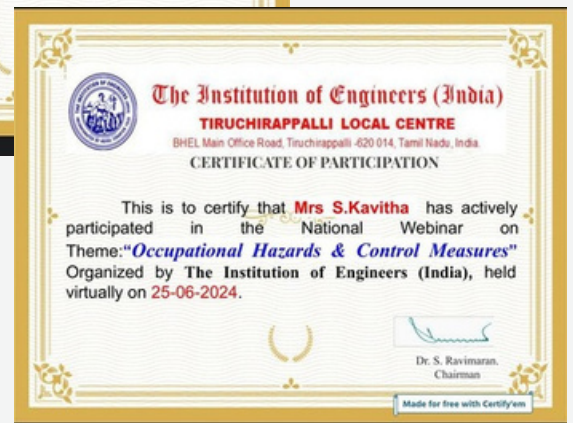 The Institution of Engineers (India)
TIRUCHIRAPPALLI LOCAL CENTRE
BHEL Main Office Road, Tiruchirappalli -620 014, Tamil Nadu, India
CERTIFICATE OF PARTICIPATION
This is to certify that Mrs S.Kavitha has actively
participated in the National Webinar on
Theme:“Occupational Hazards & Control Measures”
Organized by The Institution of Engineers (India), held
virtually on 25-06-2024.
Dr. S. Ravimaran.
Chairman
Made for free with Certify'em